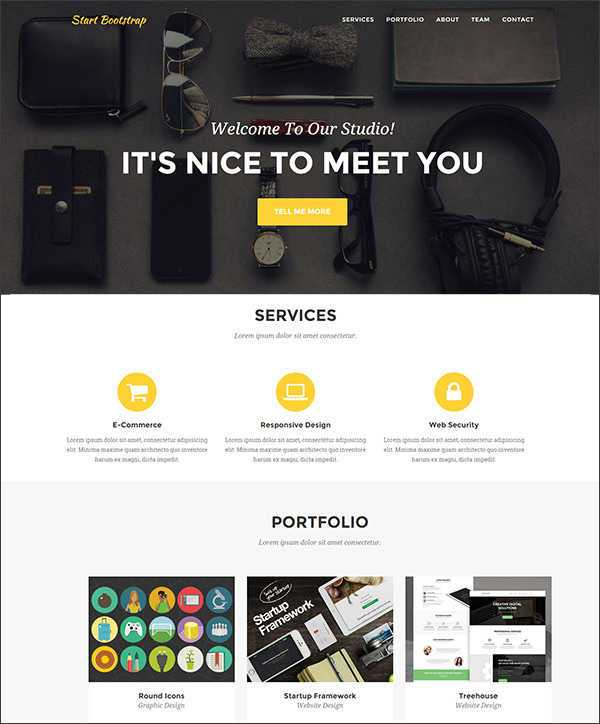 Start Bootstrap
SERVICES PORTFOLIO ABOUT TEAM CONTACT
Welcome To Our Studio!
IT'S NICE TO MEET YOU
TELL ME MORE
SERVICES
Lorem ipsum dolor sit amet consectetur.
E-Commerce
Lorem ipsum dolor sit amet, consectetur adipisicing
elit. Minima maxime quam architecto quo inventore
harum ex magni, dicta impedit.
Responsive Design
Lorem ipsum dolor sit amet, consectetur adipisicing
elit. Minima maxime quam architecto quo inventore
harum ex magni, dicta impedit.
Web Security
Lorem ipsum dolor sit amet, consectetur adipisicing
elit. Minima maxime quam architecto quo inventore
harum ex magni, dicta impedit.
PORTFOLIO
Lorem ipsum dolor sit amet consectetur.
Startup
Framework
CREATIVE DIGITAL
SOLUTIONS
Round Icons
Graphic Design
Startup Framework
Website Design
Treehouse
Website Design